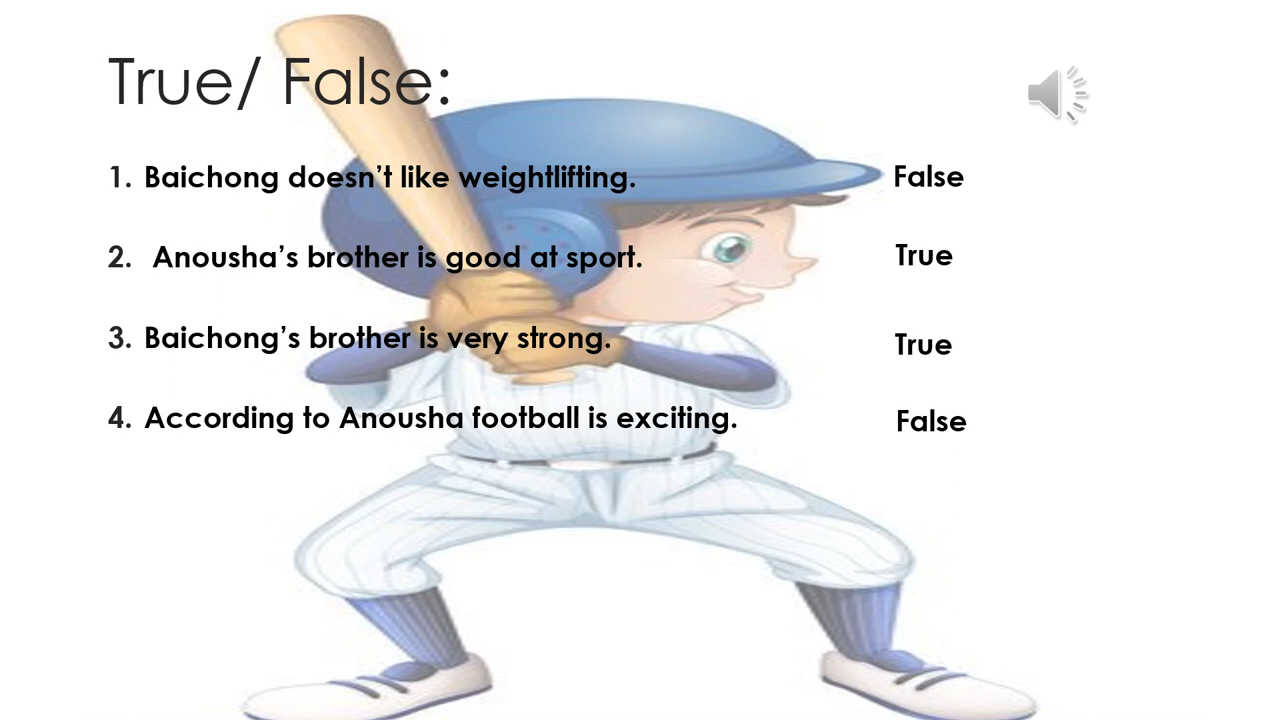 True/ False:
1. Baichong doesn’t like weightlifting. False
2. Anousha’s brother is good at sport. True
3. Baichong’s brother is very strong. True
4. According to Anousha football is exciting. False